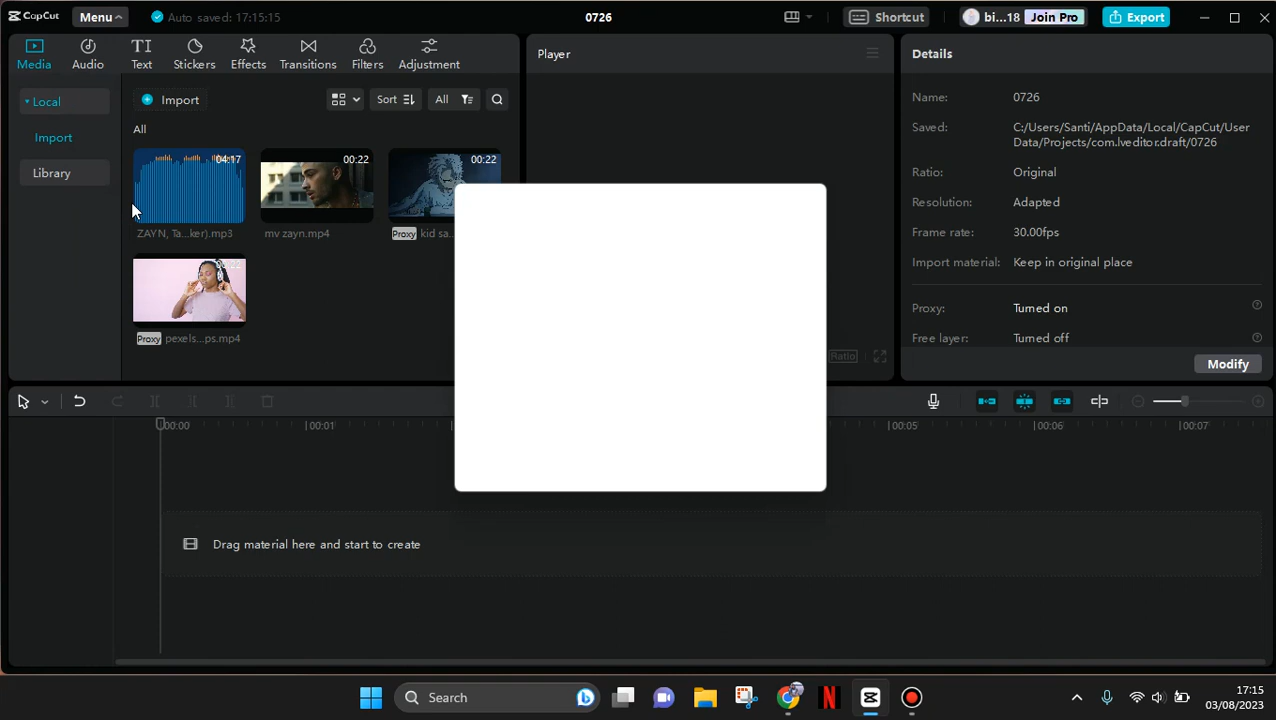 CapCut
Menu
Auto saved: 17:15:15
0726
Shortcut
bi...18
Join Pro
Export
Media
Audio
Text
Stickers
Effects
Transitions
Filters
Adjustment
Player
Details
Local
Import
Library
Import
Sort
All
All
04:17
00:22
00:22
ZAYN, Ta...ker).mp3
mv zayn.mp4
Proxy kid sa...
Proxy pexels...ps.mp4
Ratio
Name: 0726
Saved: C:/Users/Santi/AppData/Local/CapCut/User
Data/Projects/com.lveditor.draft/0726
Ratio: Original
Resolution: Adapted
Frame rate: 30.00fps
Import material: Keep in original place
Proxy: Turned on
Free layer: Turned off
Modify
00:00
00:01
00:05
00:06
00:07
Drag material here and start to create
Search
17:15
03/08/2023